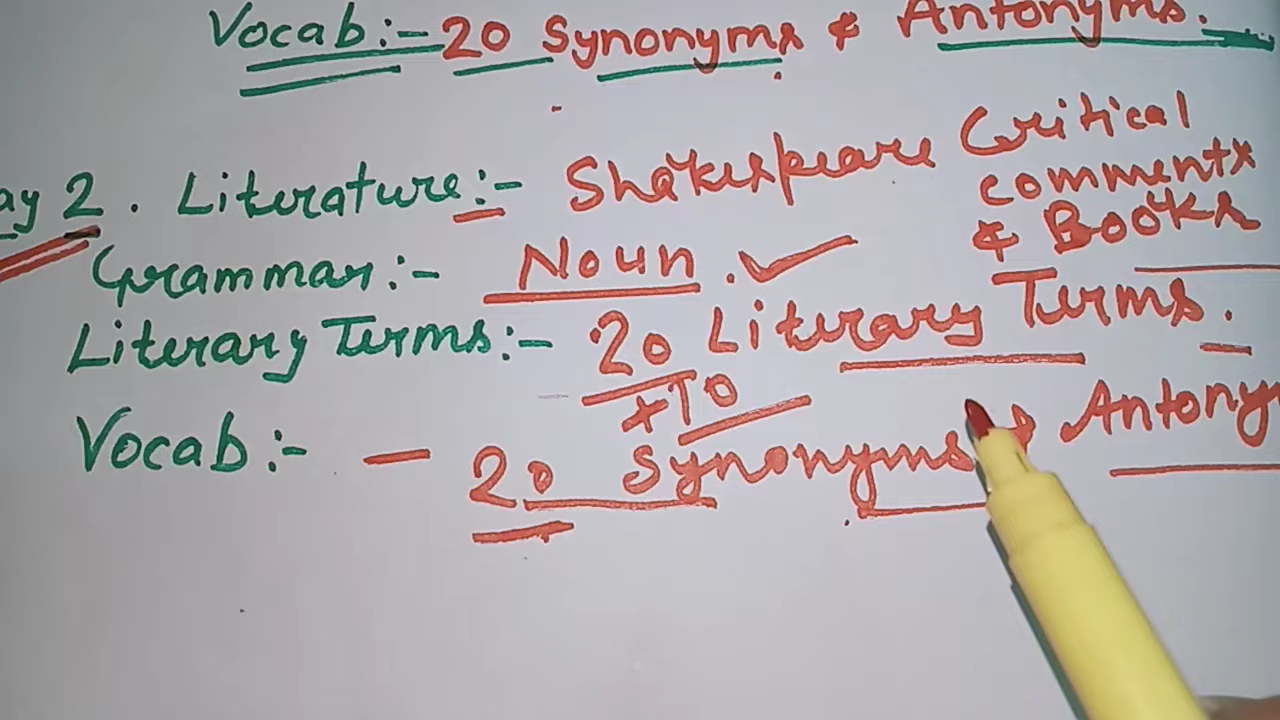 Vocab:- 20 Synonyms & Antonyms.
ay 2. Literature:- Shakespeare Critical
comments
& Books
Grammar:- Noun.
Literary Terms:- 20 Literary Terms.
+10
Vocab:- - 20 Synonyms & Antony